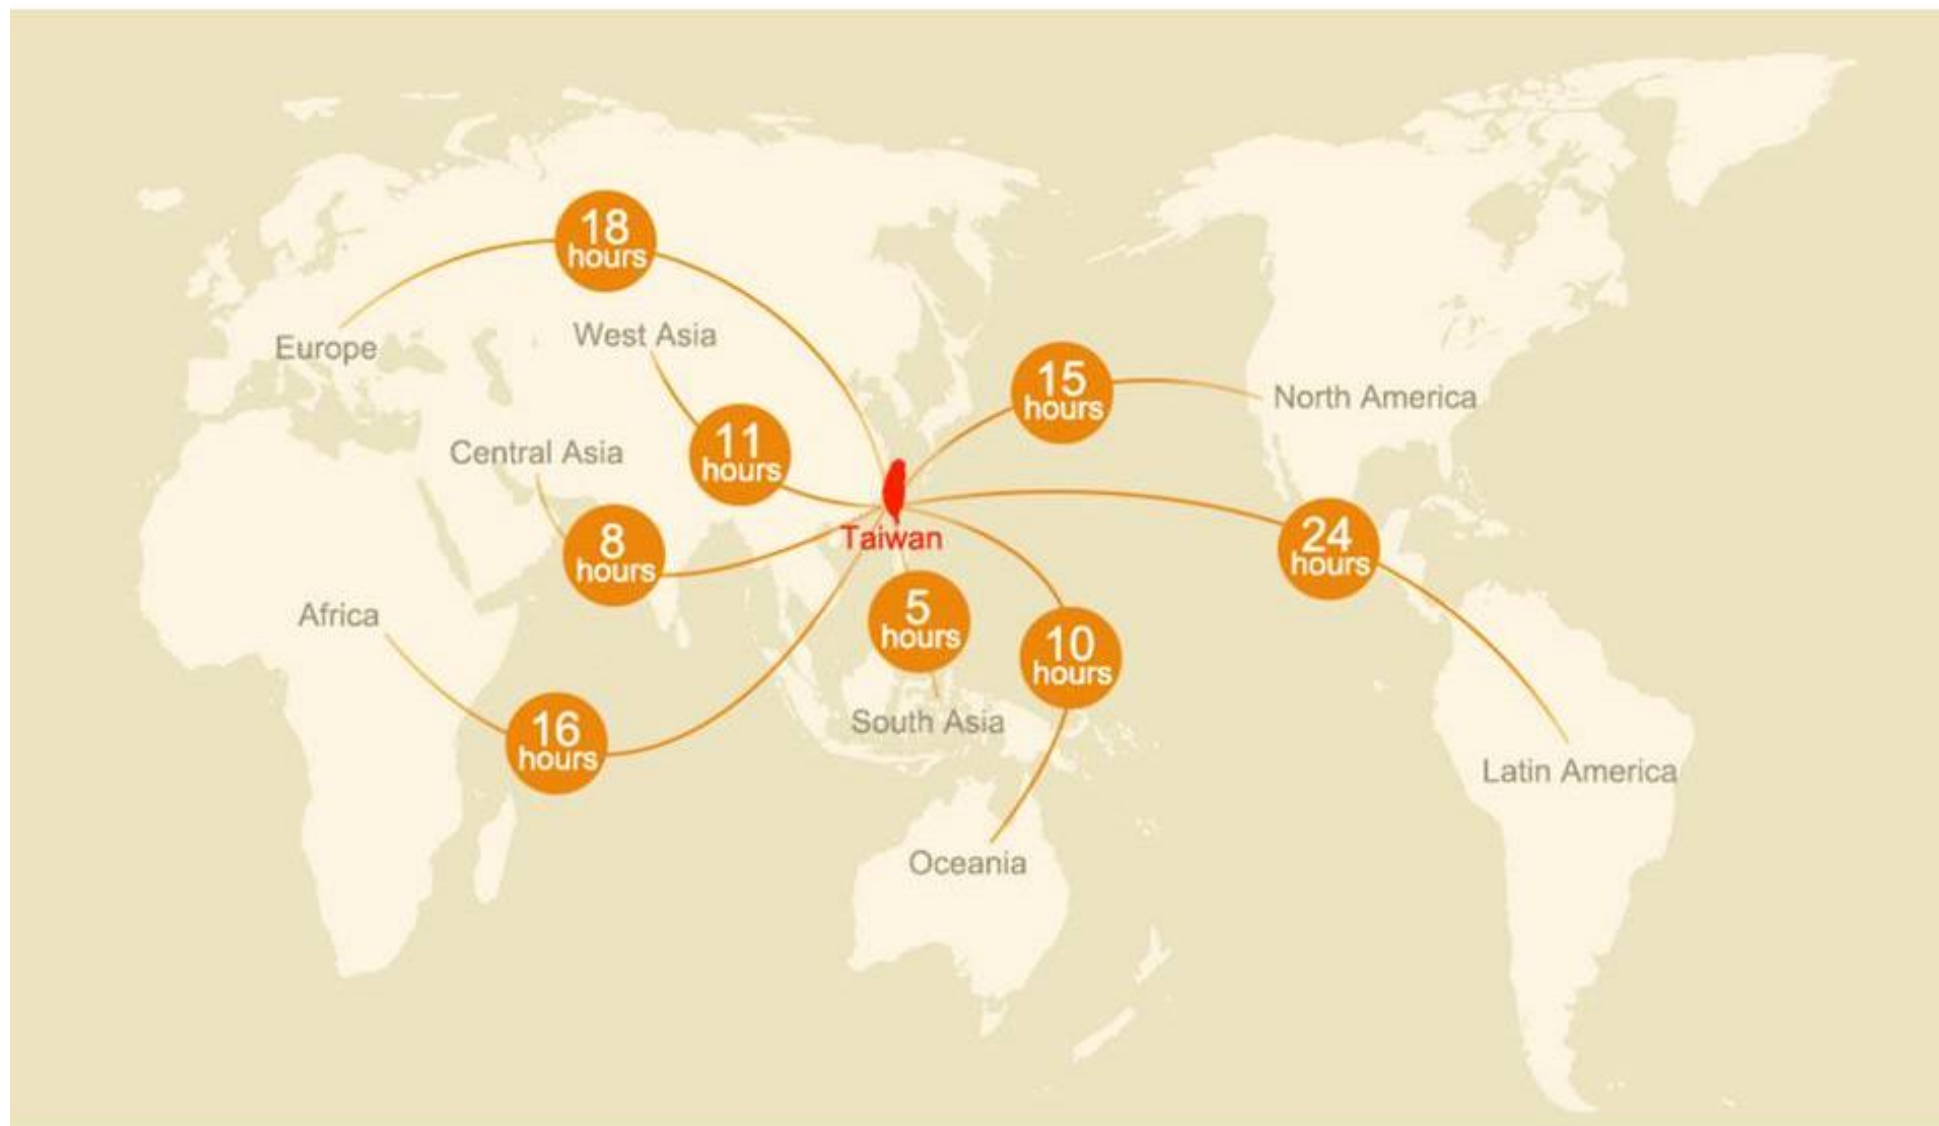 18
hours
West Asia
Europe
15
hours
North America
11
hours
Central Asia
24
hours
8
hours
Taiwan
5
hours
10
hours
Africa
South Asia
16
hours
Latin America
Oceania